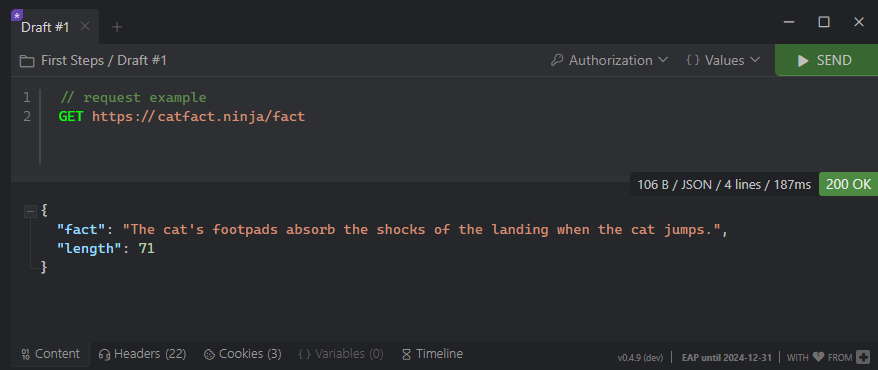 Draft #1
First Steps / Draft #1
Authorization
{ } Values
SEND
1 // request example
2 GET https://catfact.ninja/fact
106 B / JSON / 4 lines / 187ms
200 OK
{
"fact": "The cat's footpads absorb the shocks of the landing when the cat jumps.",
"length": 71
}
Content
Headers (22)
Cookies (3)
{ } Variables (0)
Timeline
v0.4.9 (dev)
EAP until 2024-12-31
WITH ❤ FROM